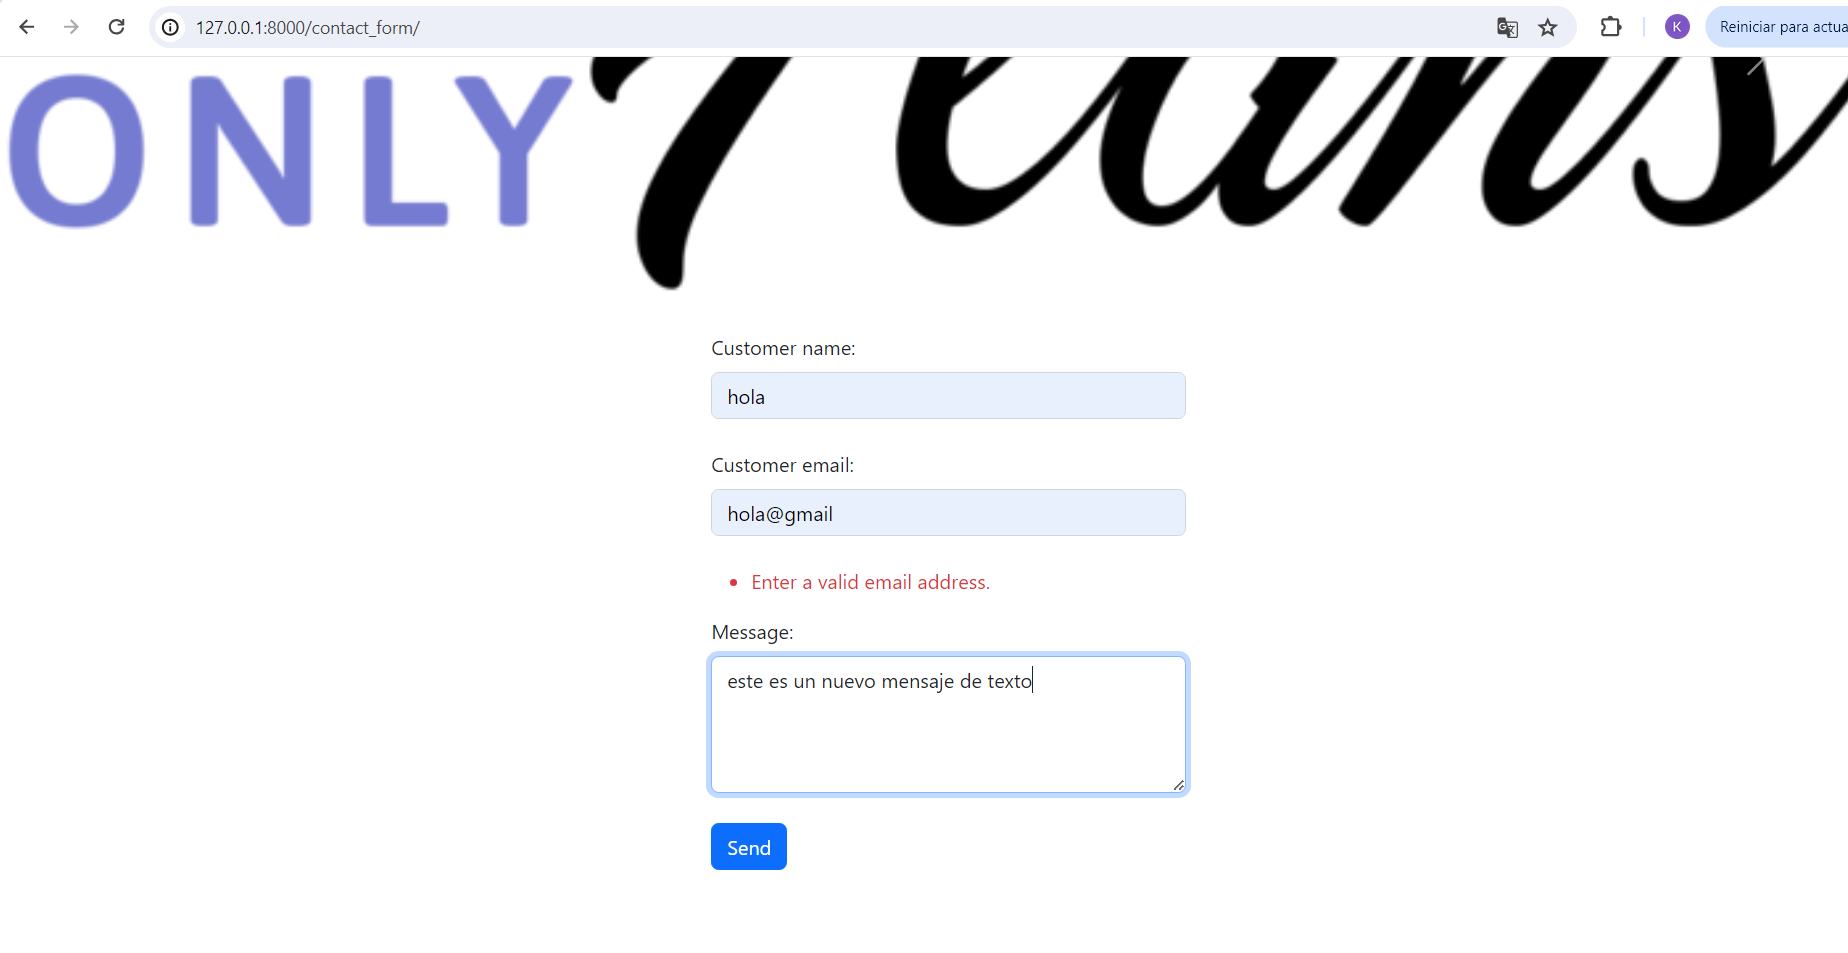 127.0.0.1:8000/contact_form/
K
Reiniciar para actua
ONLY
Customer name:
hola
Customer email:
hola@gmail
Enter a valid email address.
Message:
este es un nuevo mensaje de texto
Send